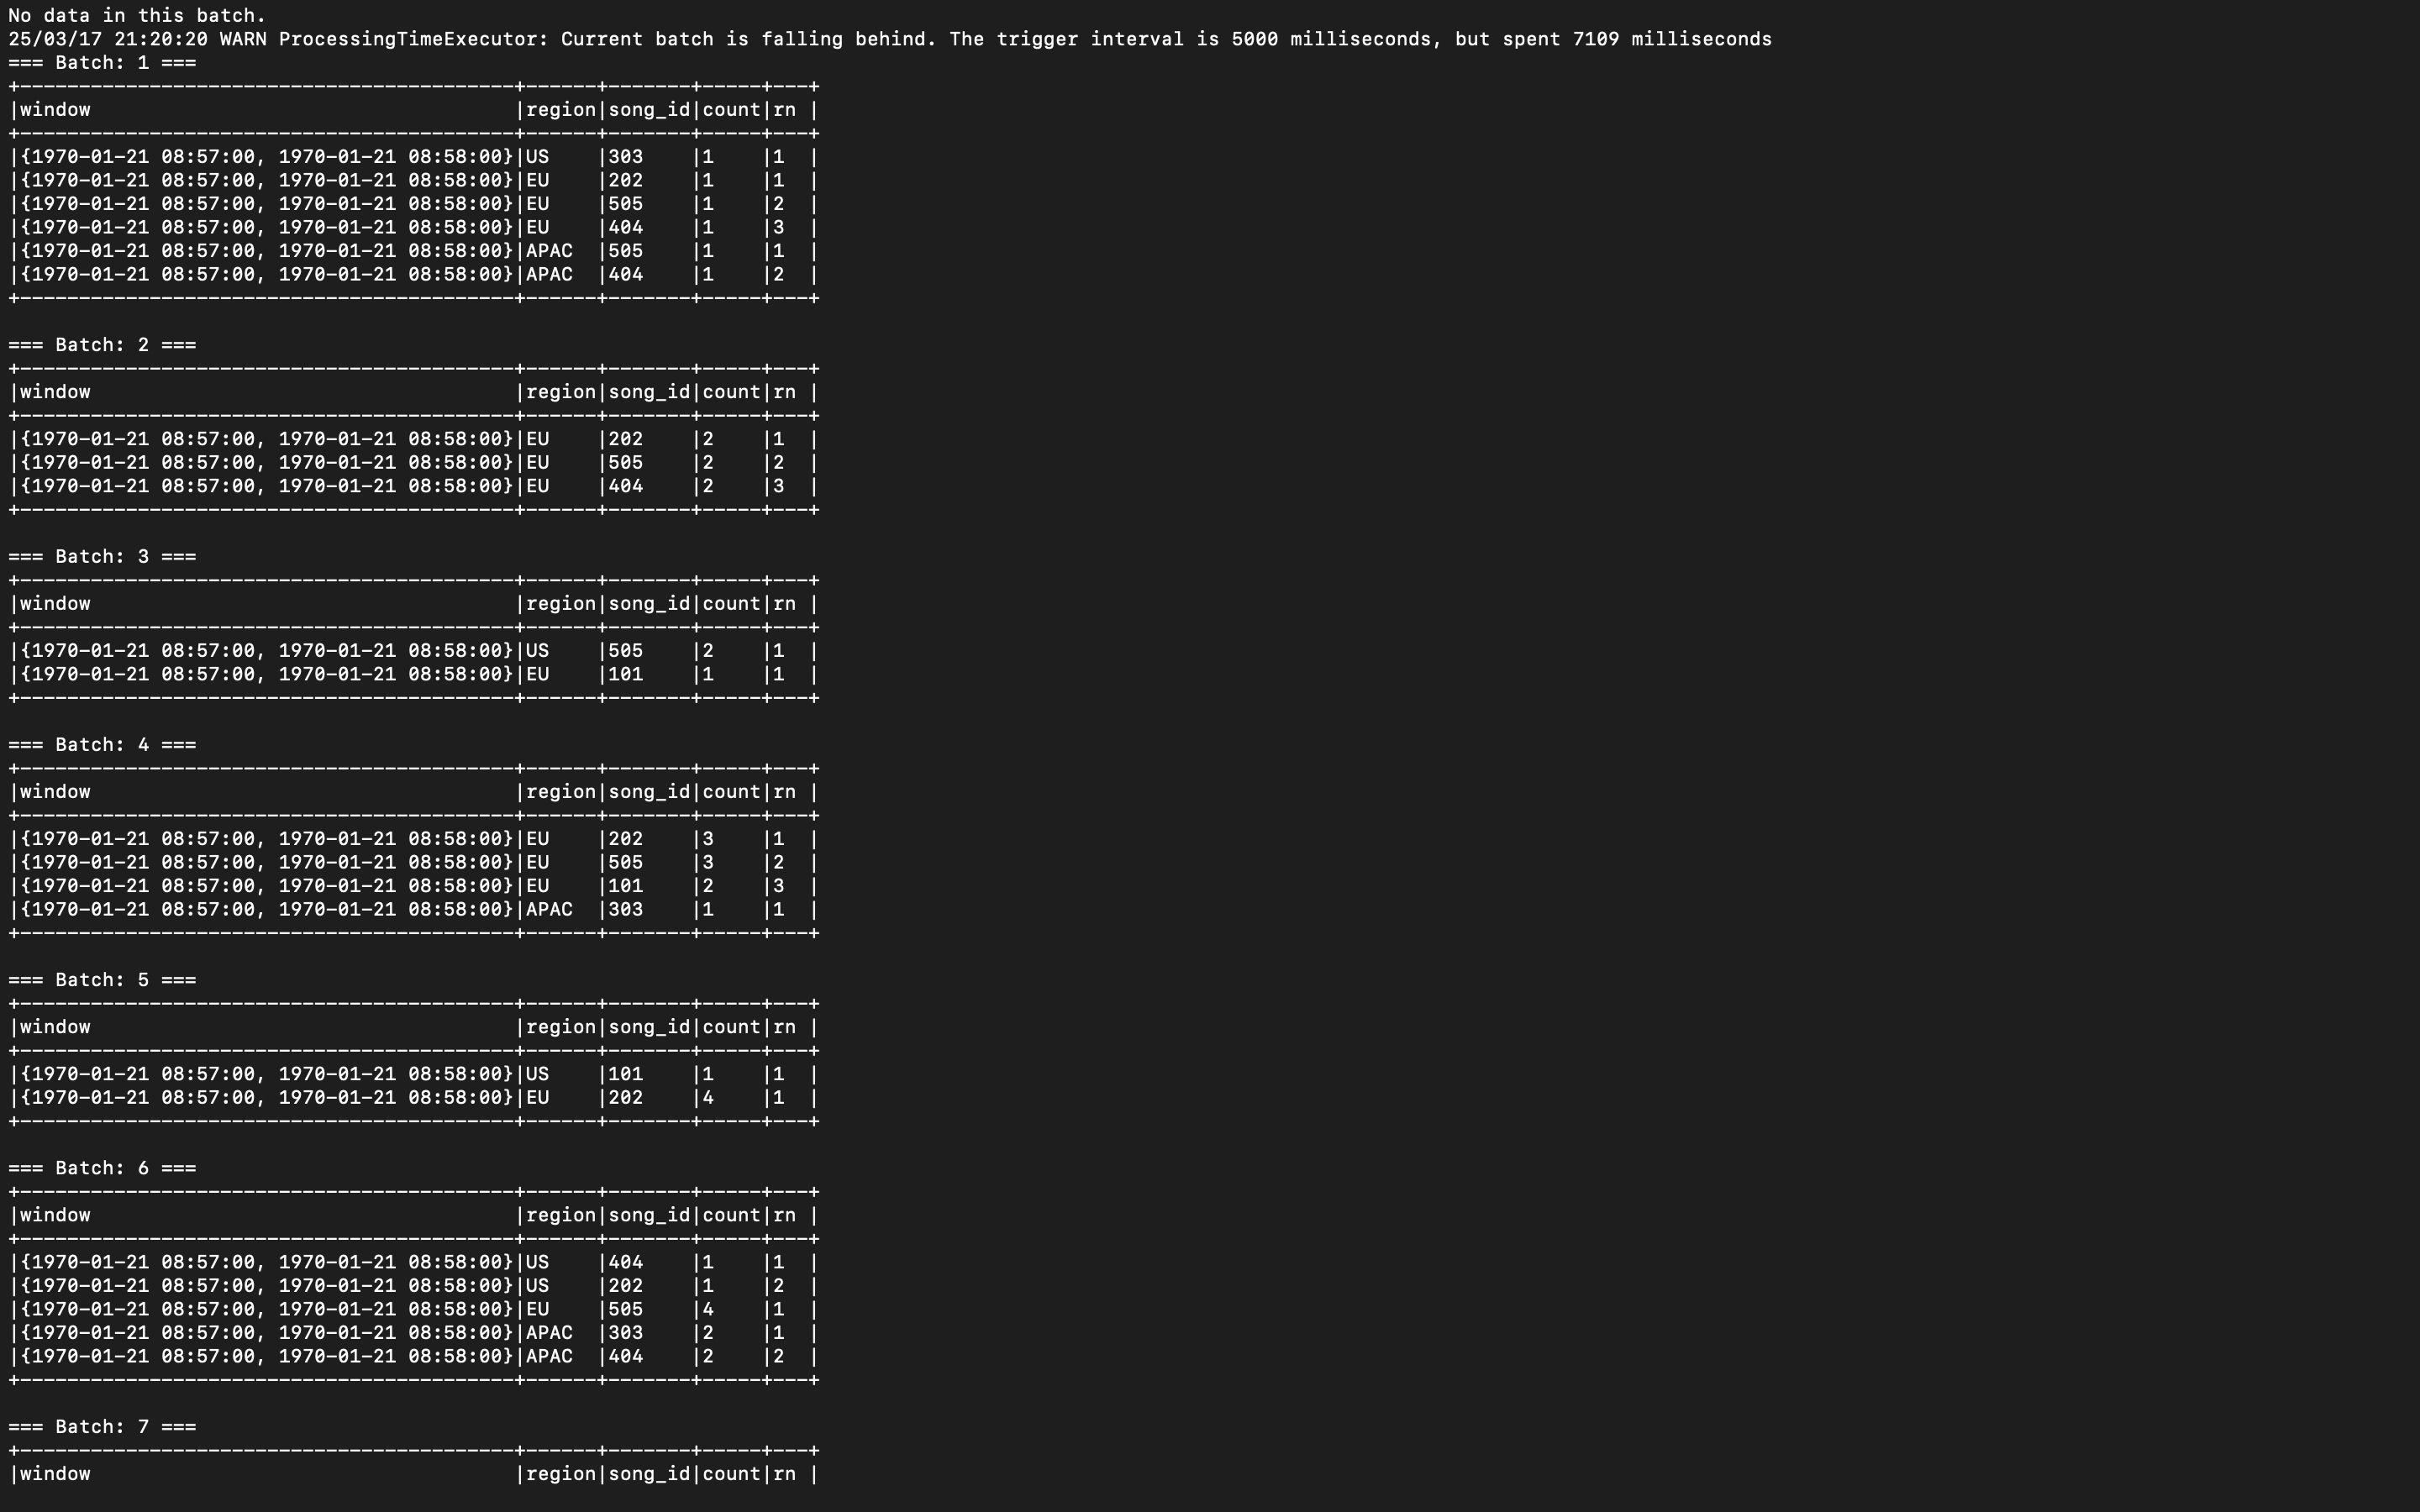 No data in this batch.
25/03/17 21:20:20 WARN ProcessingTimeExecutor: Current batch is falling behind. The trigger interval is 5000 milliseconds, but spent 7109 milliseconds
=== Batch: 1 ===
+------------------------------------------+------+-------+-----+---+
|window                                    |region|song_id|count|rn |
+------------------------------------------+------+-------+-----+---+
|{1970-01-21 08:57:00, 1970-01-21 08:58:00}|US    |303    |1    |1  |
|{1970-01-21 08:57:00, 1970-01-21 08:58:00}|EU    |202    |1    |1  |
|{1970-01-21 08:57:00, 1970-01-21 08:58:00}|EU    |505    |1    |2  |
|{1970-01-21 08:57:00, 1970-01-21 08:58:00}|EU    |404    |1    |3  |
|{1970-01-21 08:57:00, 1970-01-21 08:58:00}|APAC  |505    |1    |1  |
|{1970-01-21 08:57:00, 1970-01-21 08:58:00}|APAC  |404    |1    |2  |
+------------------------------------------+------+-------+-----+---+

=== Batch: 2 ===
+------------------------------------------+------+-------+-----+---+
|window                                    |region|song_id|count|rn |
+------------------------------------------+------+-------+-----+---+
|{1970-01-21 08:57:00, 1970-01-21 08:58:00}|EU    |202    |2    |1  |
|{1970-01-21 08:57:00, 1970-01-21 08:58:00}|EU    |505    |2    |2  |
|{1970-01-21 08:57:00, 1970-01-21 08:58:00}|EU    |404    |2    |3  |
+------------------------------------------+------+-------+-----+---+

=== Batch: 3 ===
+------------------------------------------+------+-------+-----+---+
|window                                    |region|song_id|count|rn |
+------------------------------------------+------+-------+-----+---+
|{1970-01-21 08:57:00, 1970-01-21 08:58:00}|US    |505    |2    |1  |
|{1970-01-21 08:57:00, 1970-01-21 08:58:00}|EU    |101    |1    |1  |
+------------------------------------------+------+-------+-----+---+

=== Batch: 4 ===
+------------------------------------------+------+-------+-----+---+
|window                                    |region|song_id|count|rn |
+------------------------------------------+------+-------+-----+---+
|{1970-01-21 08:57:00, 1970-01-21 08:58:00}|EU    |202    |3    |1  |
|{1970-01-21 08:57:00, 1970-01-21 08:58:00}|EU    |505    |3    |2  |
|{1970-01-21 08:57:00, 1970-01-21 08:58:00}|EU    |101    |2    |3  |
|{1970-01-21 08:57:00, 1970-01-21 08:58:00}|APAC  |303    |1    |1  |
+------------------------------------------+------+-------+-----+---+

=== Batch: 5 ===
+------------------------------------------+------+-------+-----+---+
|window                                    |region|song_id|count|rn |
+------------------------------------------+------+-------+-----+---+
|{1970-01-21 08:57:00, 1970-01-21 08:58:00}|US    |101    |1    |1  |
|{1970-01-21 08:57:00, 1970-01-21 08:58:00}|EU    |202    |4    |1  |
+------------------------------------------+------+-------+-----+---+

=== Batch: 6 ===
+------------------------------------------+------+-------+-----+---+
|window                                    |region|song_id|count|rn |
+------------------------------------------+------+-------+-----+---+
|{1970-01-21 08:57:00, 1970-01-21 08:58:00}|US    |404    |1    |1  |
|{1970-01-21 08:57:00, 1970-01-21 08:58:00}|US    |202    |1    |2  |
|{1970-01-21 08:57:00, 1970-01-21 08:58:00}|EU    |505    |4    |1  |
|{1970-01-21 08:57:00, 1970-01-21 08:58:00}|APAC  |303    |2    |1  |
|{1970-01-21 08:57:00, 1970-01-21 08:58:00}|APAC  |404    |2    |2  |
+------------------------------------------+------+-------+-----+---+

=== Batch: 7 ===
+------------------------------------------+------+-------+-----+---+
|window                                    |region|song_id|count|rn |